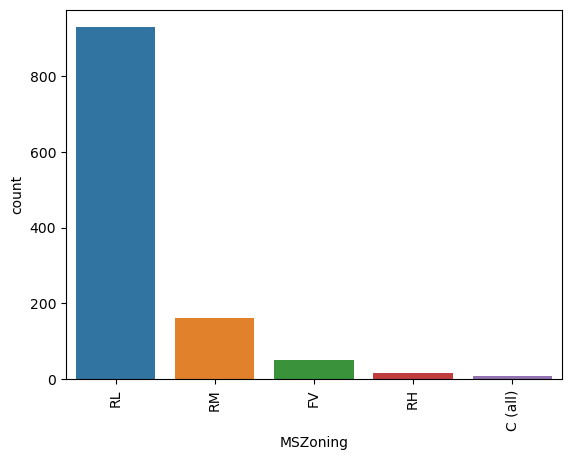 800
600
400
200
0
count
RL
RM
FV
RH
C (all)
MSZoning